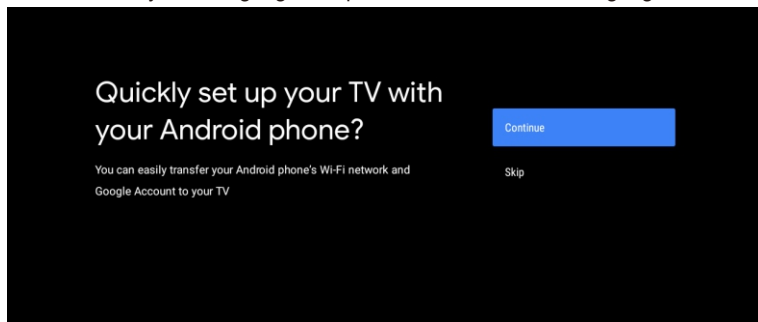 Quickly set up your TV with
your Android phone?
You can easily transfer your Android phone's Wi-Fi network and
Google Account to your TV
Continue
Skip